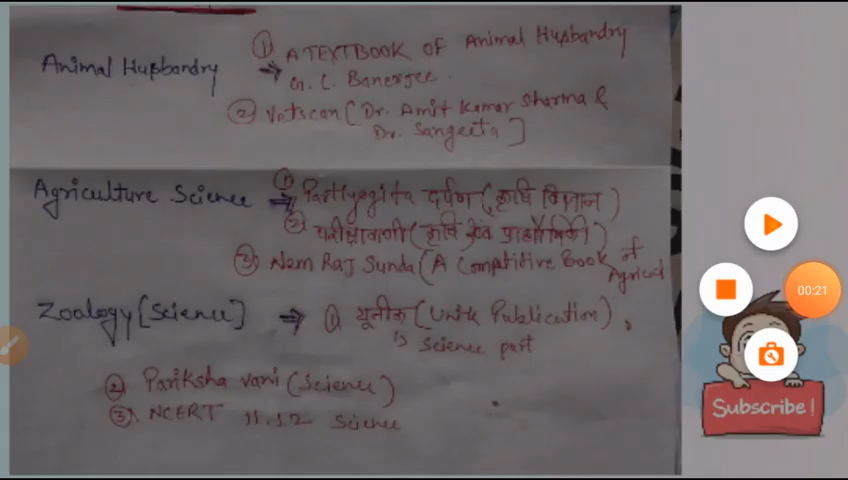 Animal Husbandry → ① A TEXTBOOK OF Animal Husbandry
G. C. Banerjee.
② Vetscan [Dr. Amit Kumar Sharma &
Dr. Sangeeta]
Agriculture Science → ① Partiyogita दर्पण (कृषि विज्ञान)
② परीक्षावाणी (कृषि एवं प्राद्यौगिकी)
③ Nem Raj Sunda (A Competitive Book of
Zoology [Science] → ① यूनीक (Unik Publication),
Science part
② Pariksha vani (Science)
③ NCERT 11.12 Science
00:21
Subscribe!